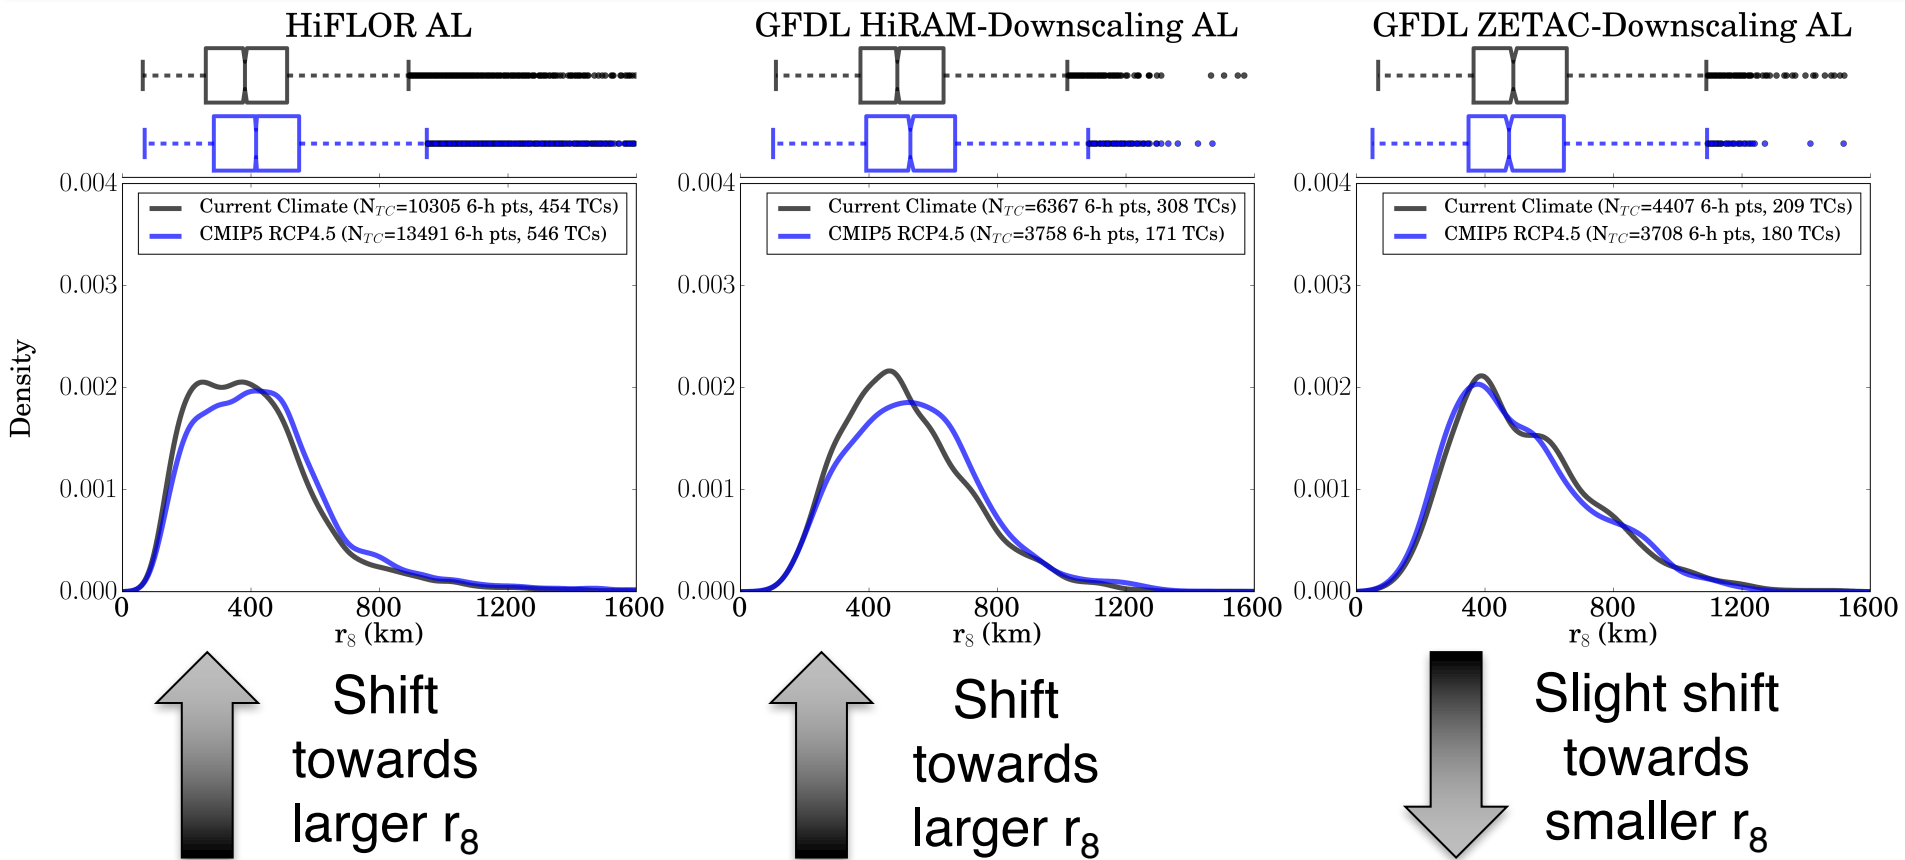 HiFLOR AL
0.004
0.003
0.002
0.001
0.000
Density
Current Climate (N_TC=10305 6-h pts, 454 TCs)
CMIP5 RCP4.5 (N_TC=13491 6-h pts, 546 TCs)
0 400 800 1200 1600
r₈ (km)
Shift
towards
larger r₈
GFDL HiRAM-Downscaling AL
0.004
0.003
0.002
0.001
0.000
Current Climate (N_TC=6367 6-h pts, 308 TCs)
CMIP5 RCP4.5 (N_TC=3758 6-h pts, 171 TCs)
0 400 800 1200 1600
r₈ (km)
Shift
towards
larger r₈
GFDL ZETAC-Downscaling AL
0.004
0.003
0.002
0.001
0.000
Current Climate (N_TC=4407 6-h pts, 209 TCs)
CMIP5 RCP4.5 (N_TC=3708 6-h pts, 180 TCs)
0 400 800 1200 1600
r₈ (km)
Slight shift
towards
smaller r₈